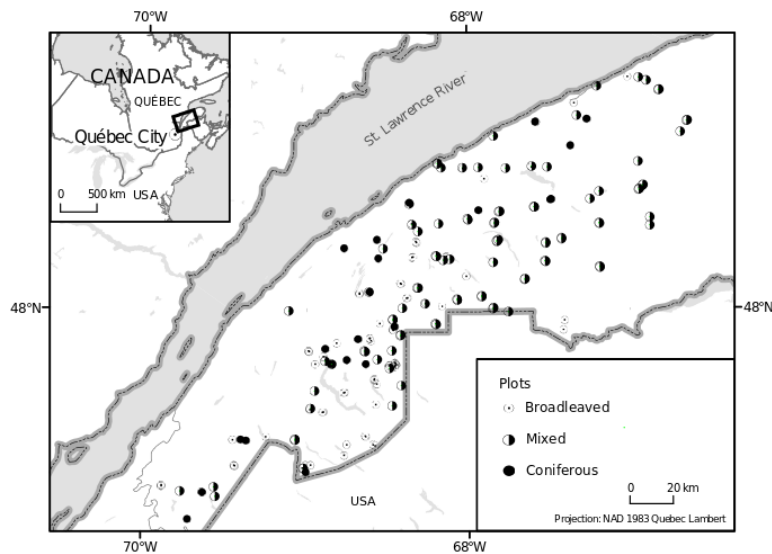 70°W 68°W
CANADA
QUÉBEC
Québec City
0 500 km
USA
St. Lawrence River
48°N 48°N
Plots
Broadleaved
Mixed
Coniferous
0 20 km
Projection: NAD 1983 Quebec Lambert
USA
70°W 68°W